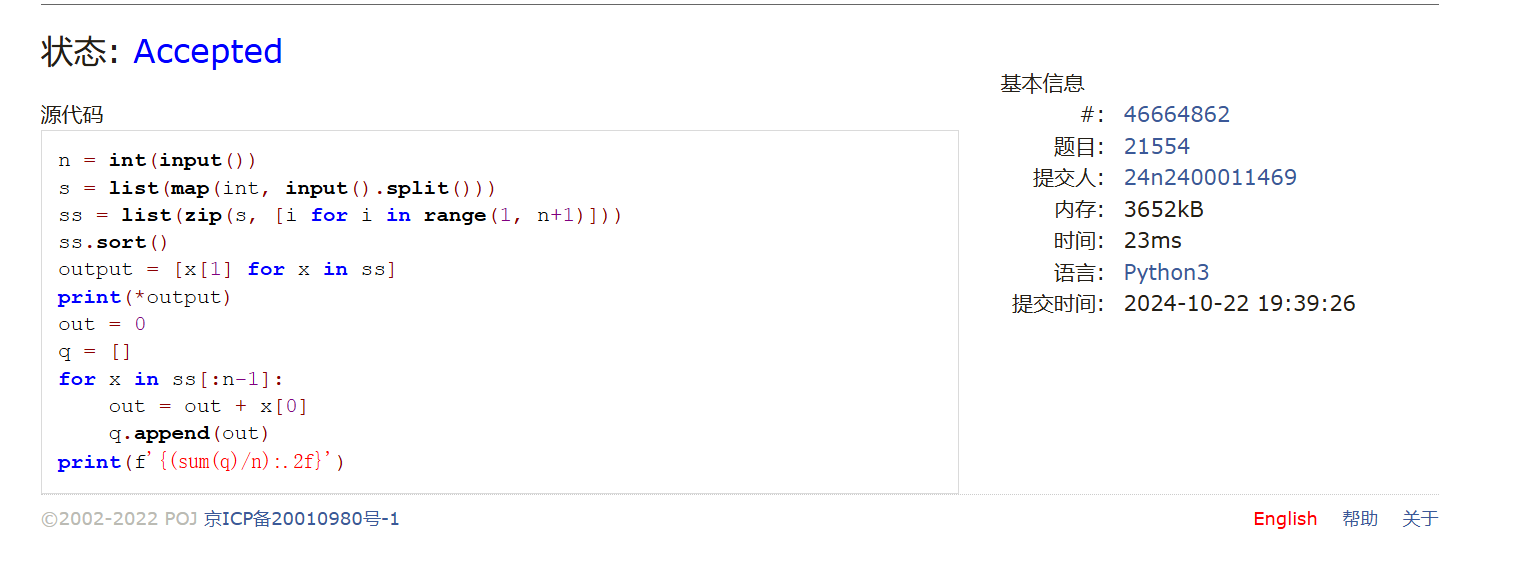 状态: Accepted
源代码
n = int(input())
s = list(map(int, input().split()))
ss = list(zip(s, [i for i in range(1, n+1)]))
ss.sort()
output = [x[1] for x in ss]
print(*output)
out = 0
q = []
for x in ss[:n-1]:
    out = out + x[0]
    q.append(out)
print(f'{(sum(q)/n):.2f}')
基本信息
#: 46664862
题目: 21554
提交人: 24n2400011469
内存: 3652kB
时间: 23ms
语言: Python3
提交时间: 2024-10-22 19:39:26
©2002-2022 POJ 京ICP备20010980号-1
English 帮助 关于